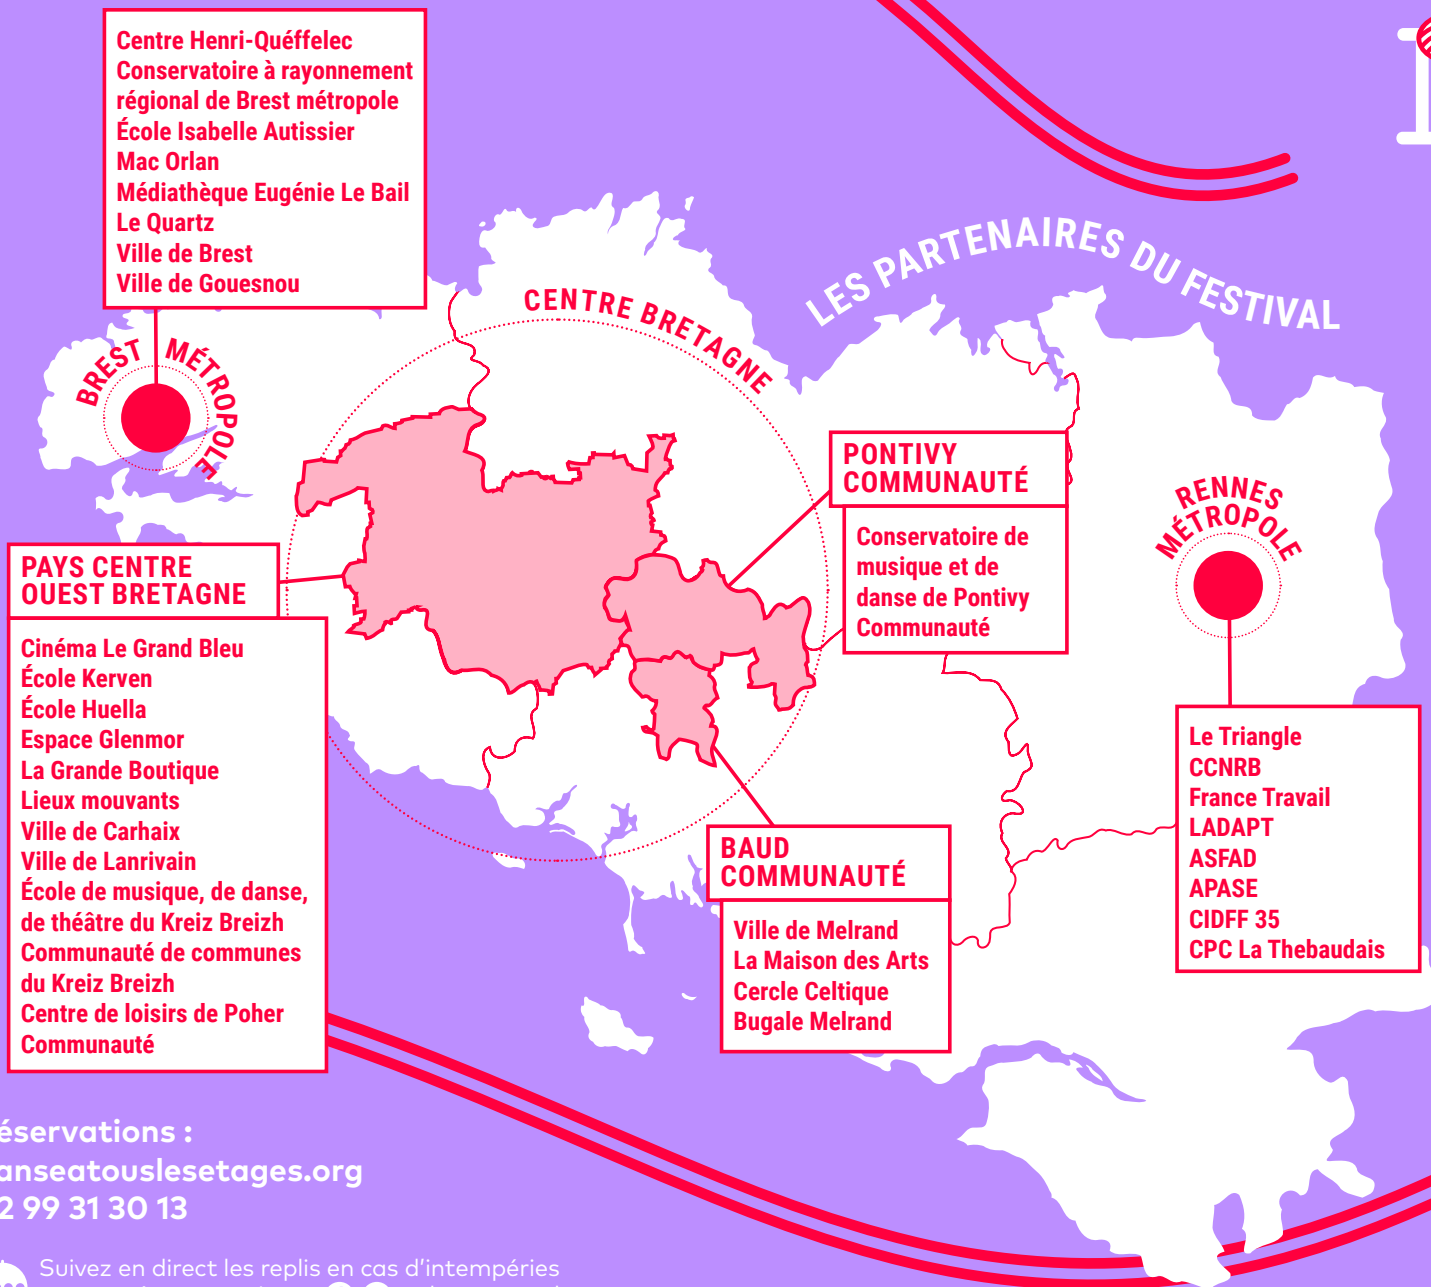 Centre Henri-Quéffelec
Conservatoire à rayonnement
régional de Brest métropole
École Isabelle Autissier
Mac Orlan
Médiathèque Eugénie Le Bail
Le Quartz
Ville de Brest
Ville de Gouesnou
LES PARTENAIRES DU FESTIVAL
CENTRE BRETAGNE
BREST MÉTROPOLE
PONTIVY
COMMUNAUTÉ
Conservatoire de
musique et de
danse de Pontivy
Communauté
RENNES
MÉTROPOLE
PAYS CENTRE
OUEST BRETAGNE
Cinéma Le Grand Bleu
École Kerven
École Huella
Espace Glenmor
La Grande Boutique
Lieux mouvants
Ville de Carhaix
Ville de Lanrivain
École de musique, de danse,
de théâtre du Kreiz Breizh
Communauté de communes
du Kreiz Breizh
Centre de loisirs de Poher
Communauté
BAUD
COMMUNAUTÉ
Ville de Melrand
La Maison des Arts
Cercle Celtique
Bugale Melrand
Le Triangle
CCNRB
France Travail
LADAPT
ASFAD
APASE
CIDFF 35
CPC La Thebaudais
éservations :
anseatouslesetages.org
2 99 31 30 13
Suivez en direct les replis en cas d'intempéries